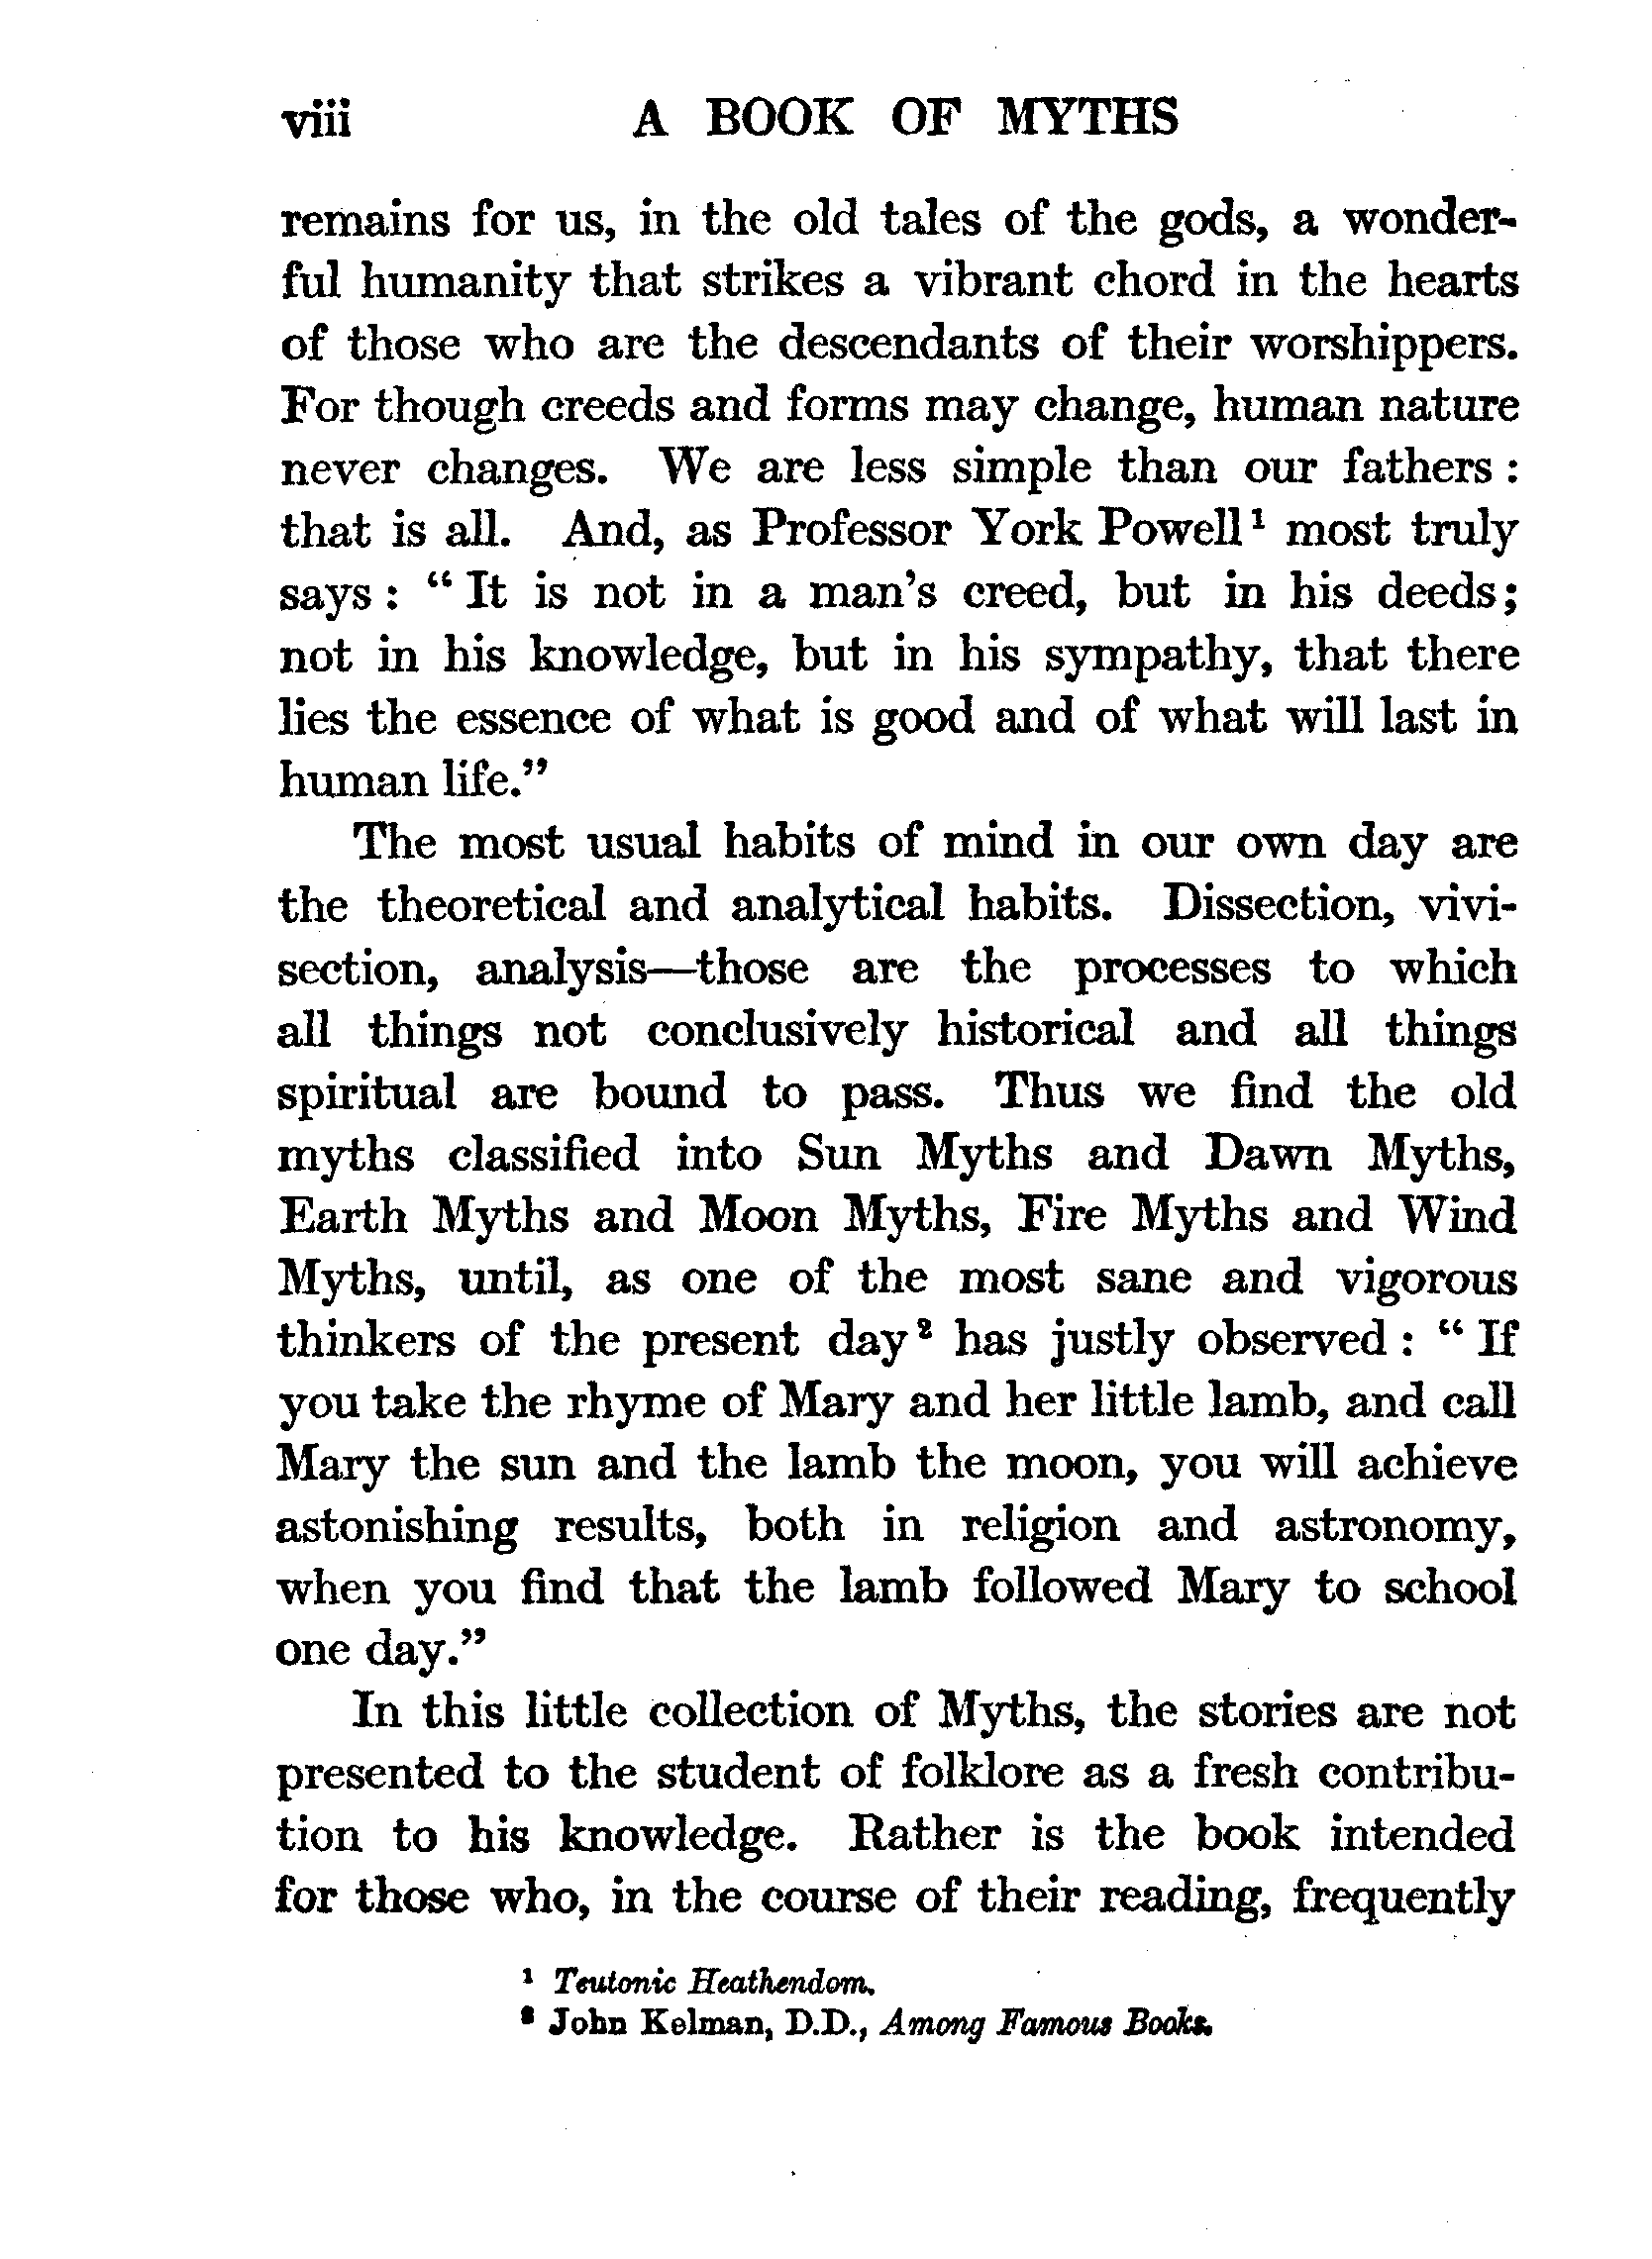 viii A BOOK OF MYTHS
remains for us, in the old tales of the gods, a wonder-
ful humanity that strikes a vibrant chord in the hearts
of those who are the descendants of their worshippers.
For though creeds and forms may change, human nature
never changes. We are less simple than our fathers :
that is all. And, as Professor York Powell¹ most truly
says : “ It is not in a man’s creed, but in his deeds;
not in his knowledge, but in his sympathy, that there
lies the essence of what is good and of what will last in
human life.”
The most usual habits of mind in our own day are
the theoretical and analytical habits. Dissection, vivi-
section, analysis—those are the processes to which
all things not conclusively historical and all things
spiritual are bound to pass. Thus we find the old
myths classified into Sun Myths and Dawn Myths,
Earth Myths and Moon Myths, Fire Myths and Wind
Myths, until, as one of the most sane and vigorous
thinkers of the present day² has justly observed : “ If
you take the rhyme of Mary and her little lamb, and call
Mary the sun and the lamb the moon, you will achieve
astonishing results, both in religion and astronomy,
when you find that the lamb followed Mary to school
one day.”
In this little collection of Myths, the stories are not
presented to the student of folklore as a fresh contribu-
tion to his knowledge. Rather is the book intended
for those who, in the course of their reading, frequently
¹ Teutonic Heathendom.
² John Kelman, D.D., Among Famous Books.